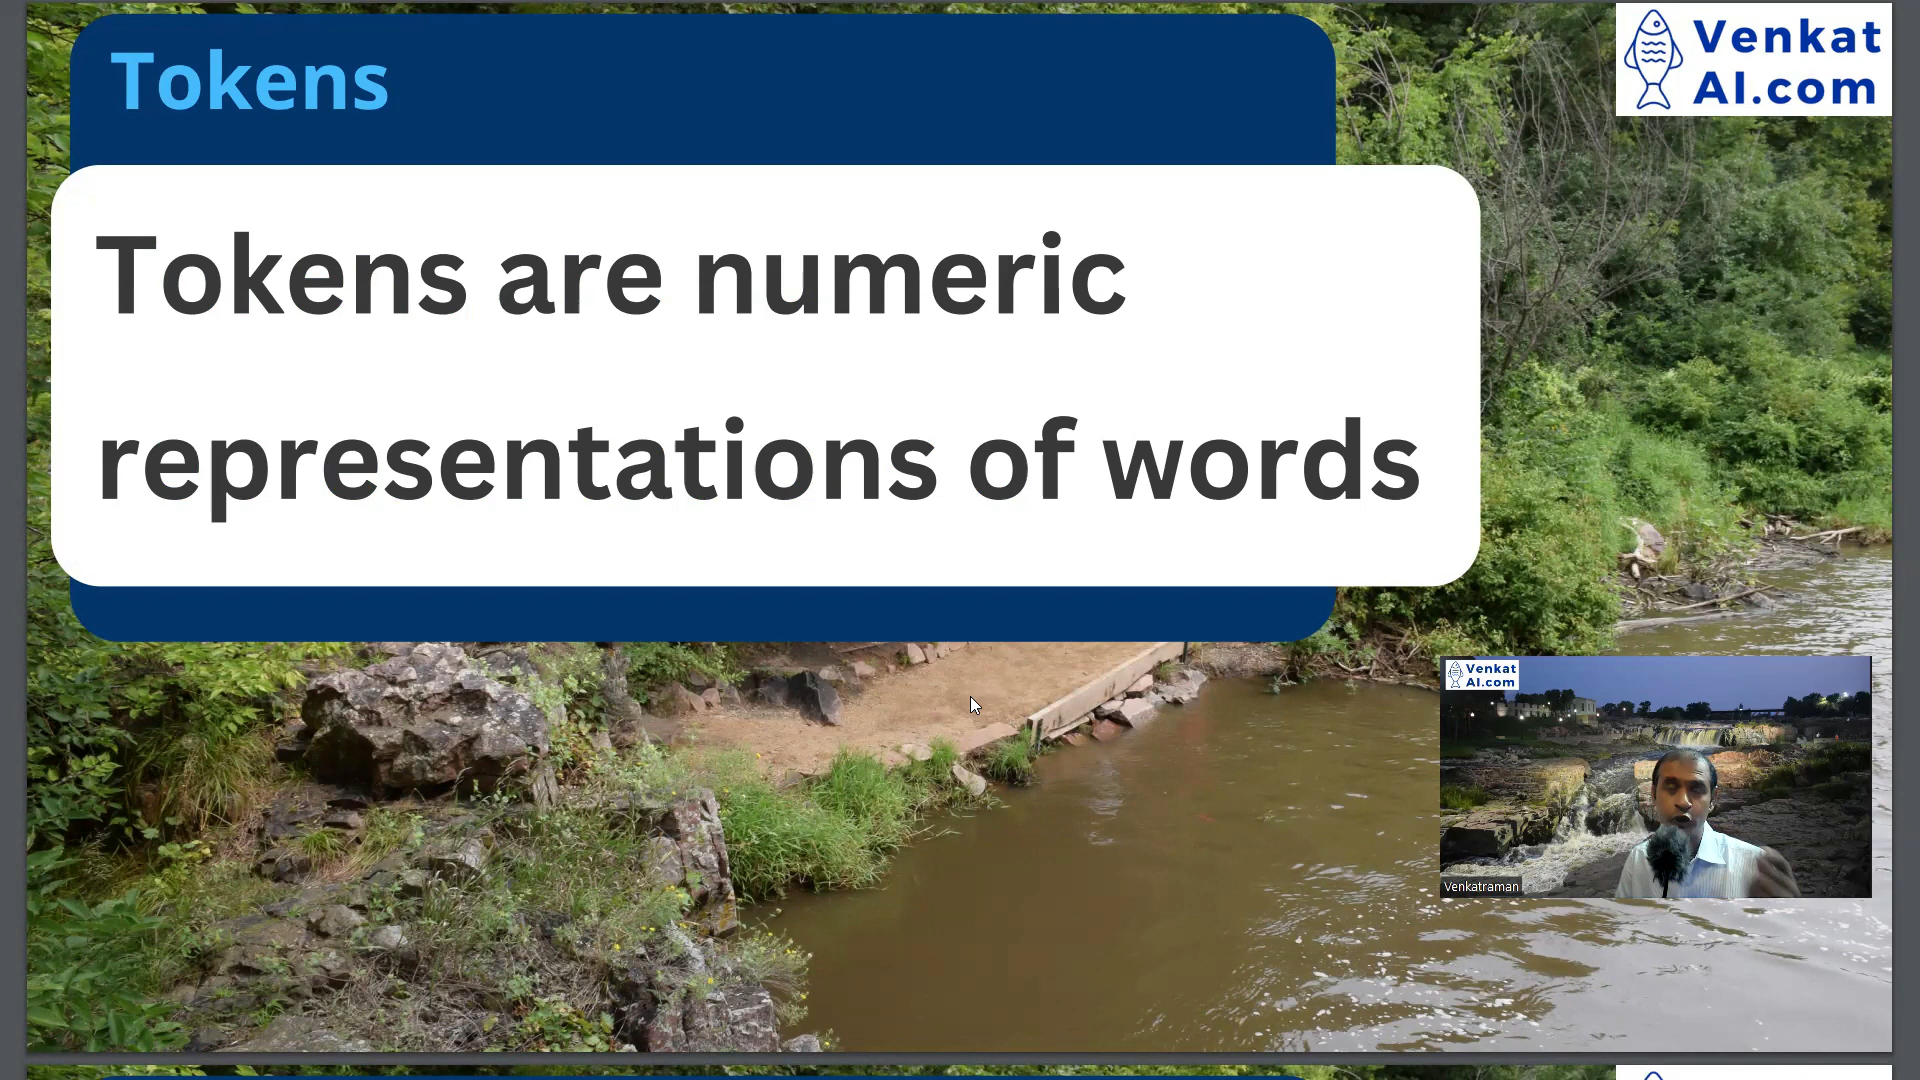 Tokens
Venkat
AI.com
Tokens are numeric
representations of words
Venkat
AI.com
Venkatraman